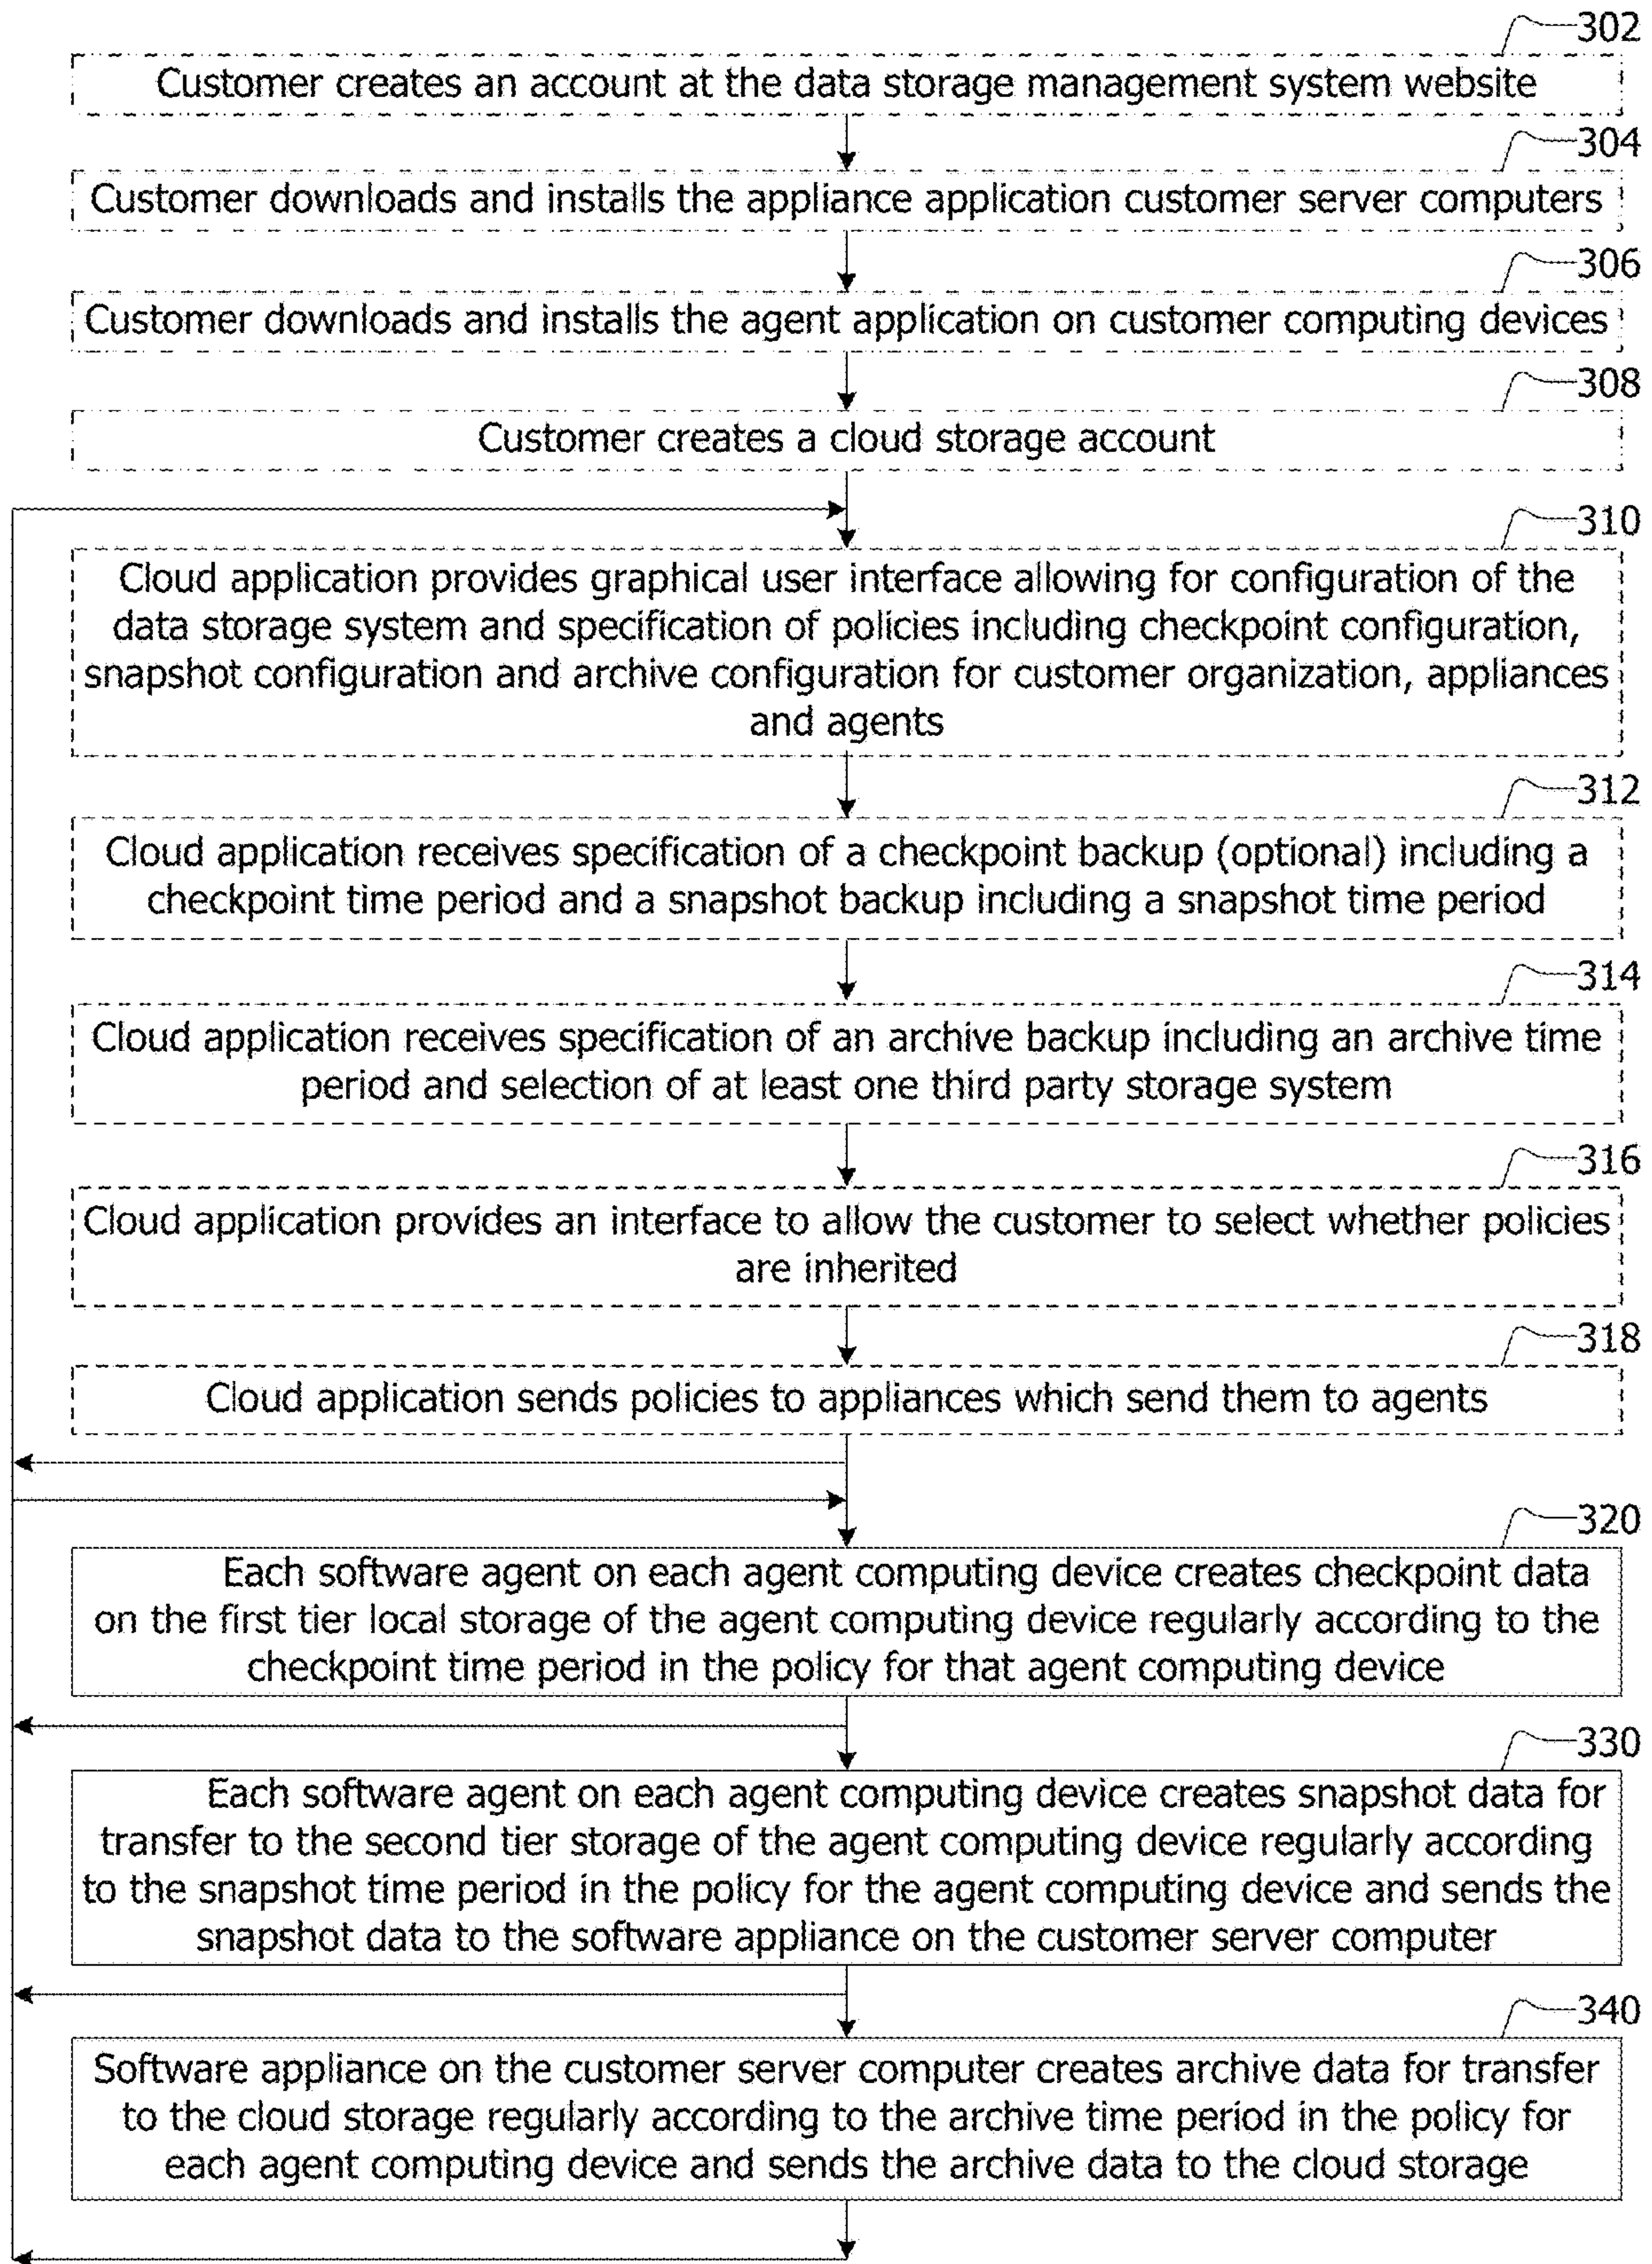 302
Customer creates an account at the data storage management system website
304
Customer downloads and installs the appliance application customer server computers
306
Customer downloads and installs the agent application on customer computing devices
308
Customer creates a cloud storage account
310
Cloud application provides graphical user interface allowing for configuration of the
data storage system and specification of policies including checkpoint configuration,
snapshot configuration and archive configuration for customer organization, appliances
and agents
312
Cloud application receives specification of a checkpoint backup (optional) including a
checkpoint time period and a snapshot backup including a snapshot time period
314
Cloud application receives specification of an archive backup including an archive time
period and selection of at least one third party storage system
316
Cloud application provides an interface to allow the customer to select whether policies
are inherited
318
Cloud application sends policies to appliances which send them to agents
320
Each software agent on each agent computing device creates checkpoint data
on the first tier local storage of the agent computing device regularly according to the
checkpoint time period in the policy for that agent computing device
330
Each software agent on each agent computing device creates snapshot data for
transfer to the second tier storage of the agent computing device regularly according
to the snapshot time period in the policy for the agent computing device and sends the
snapshot data to the software appliance on the customer server computer
340
Software appliance on the customer server computer creates archive data for transfer
to the cloud storage regularly according to the archive time period in the policy for
each agent computing device and sends the archive data to the cloud storage